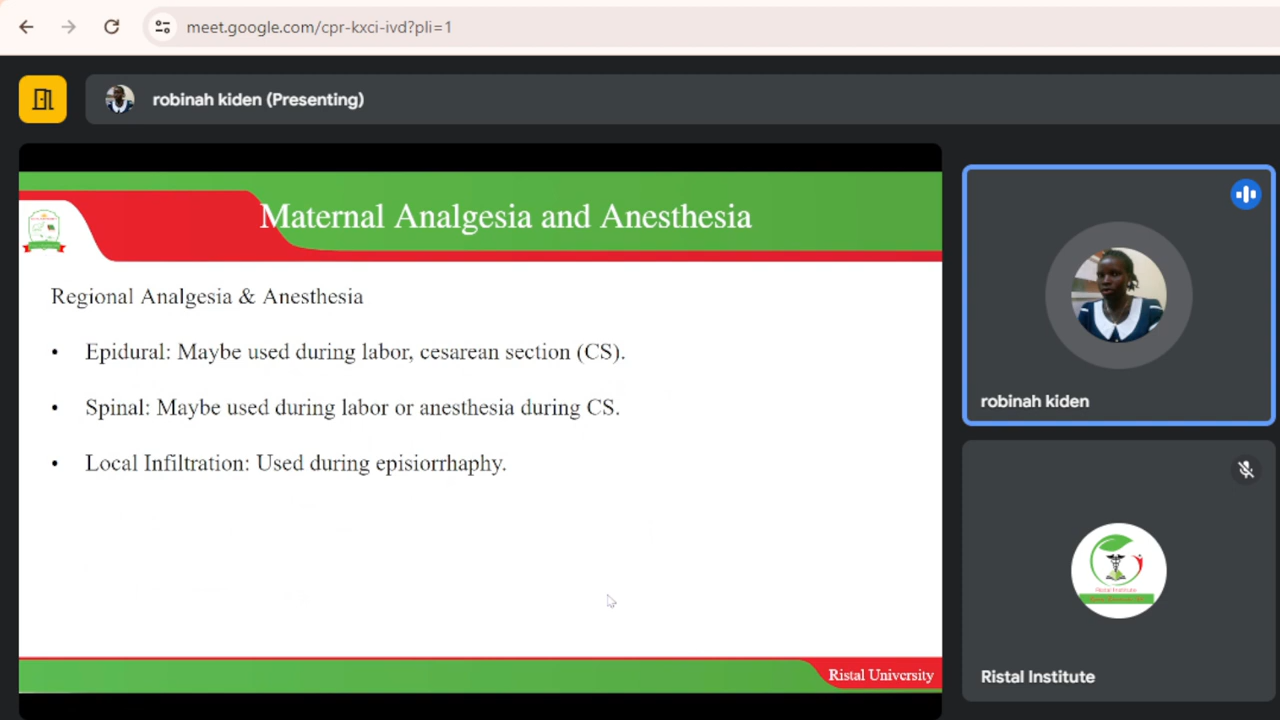 meet.google.com/cpr-kxci-ivd?pli=1
robinah kiden (Presenting)
Maternal Analgesia and Anesthesia
Regional Analgesia & Anesthesia
• Epidural: Maybe used during labor, cesarean section (CS).
• Spinal: Maybe used during labor or anesthesia during CS.
• Local Infiltration: Used during episiorrhaphy.
Ristal University
robinah kiden
Ristal Institute
Ristal Institute